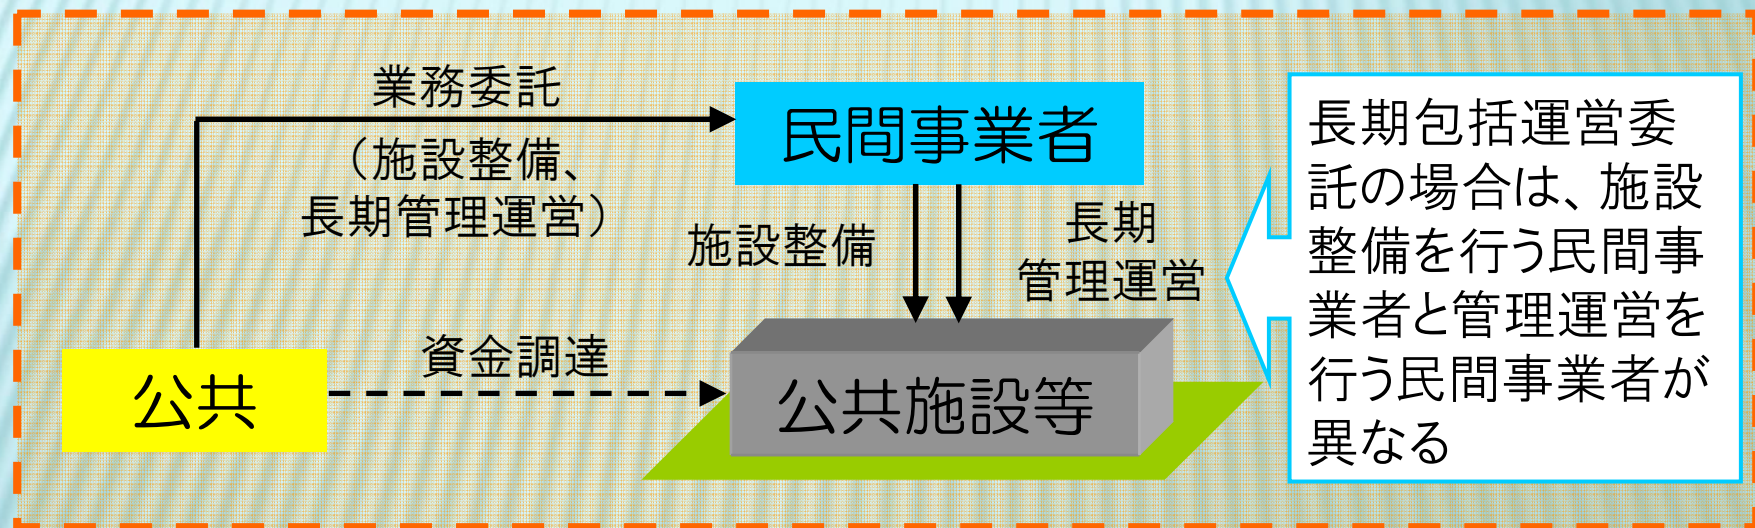 業務委託
（施設整備、
長期管理運営）
民間事業者
施設整備
長期
管理運営
資金調達
公共
公共施設等
長期包括運営委
託の場合は、施設
整備を行う民間事
業者と管理運営を
行う民間事業者が
異なる